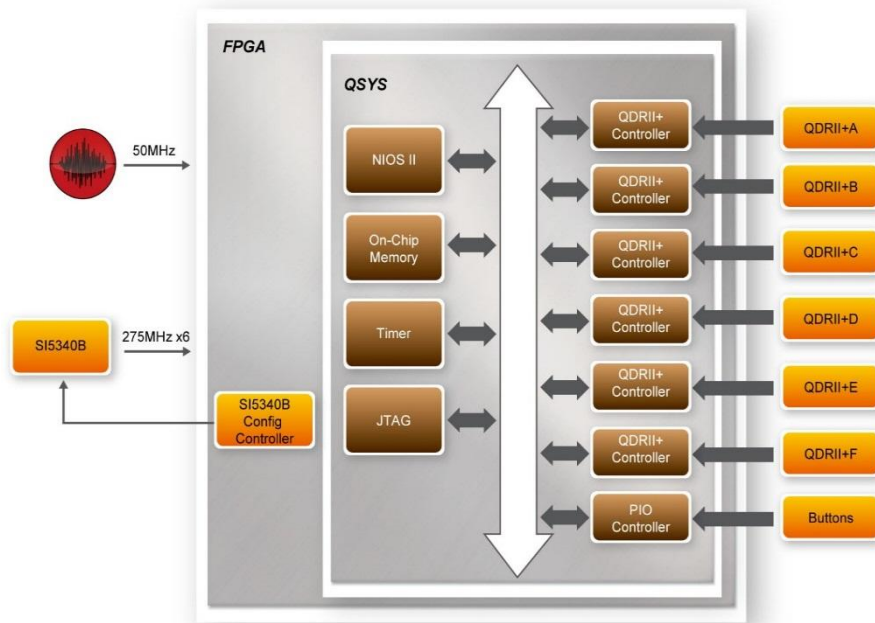 FPGA
QSYS
50MHz
SI5340B
275MHz x6
SI5340B
Config
Controller
NIOS II
On-Chip
Memory
Timer
JTAG
QDRII+
Controller
QDRII+A
QDRII+
Controller
QDRII+B
QDRII+
Controller
QDRII+C
QDRII+
Controller
QDRII+D
QDRII+
Controller
QDRII+E
QDRII+
Controller
QDRII+F
PIO
Controller
Buttons